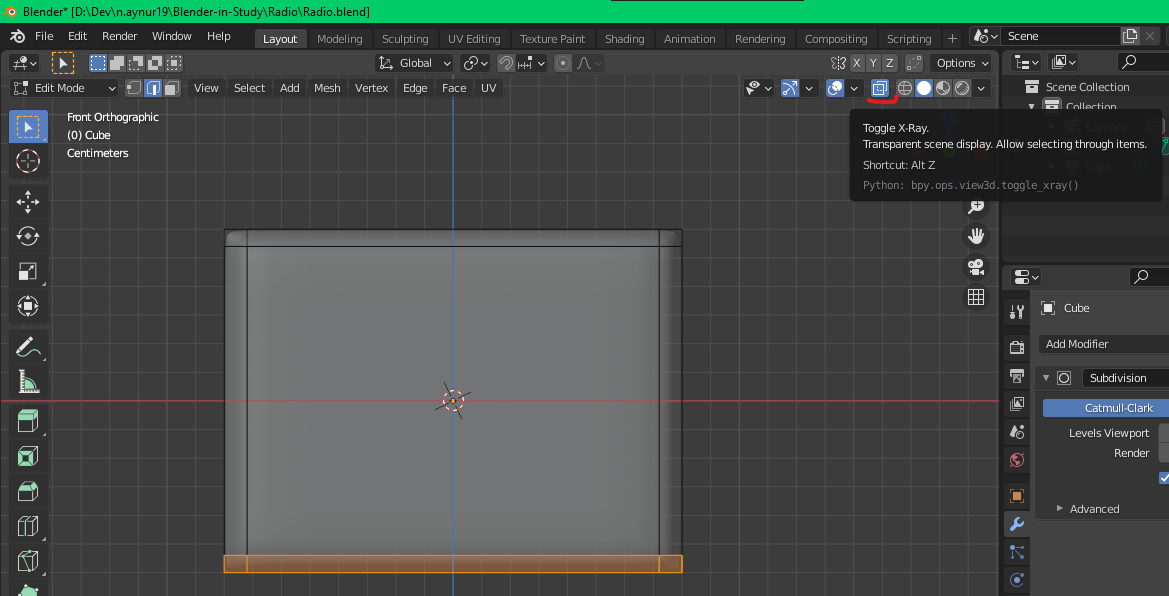 Blender* [D:\Dev\n.aynur19\Blender-in-Study\Radio\Radio.blend]
File Edit Render Window Help Layout Modeling Sculpting UV Editing Texture Paint Shading Animation Rendering Compositing Scripting + Scene
Global X Y Z Options
Edit Mode View Select Add Mesh Vertex Edge Face UV Scene Collection
Collection
Front Orthographic
(0) Cube
Centimeters
Toggle X-Ray.
Transparent scene display. Allow selecting through items.
Shortcut: Alt Z
Python: bpy.ops.view3d.toggle_xray()
Camera
Light
Cube
Add Modifier
Subdivision
Catmull-Clark
Levels Viewport
Render
Advanced